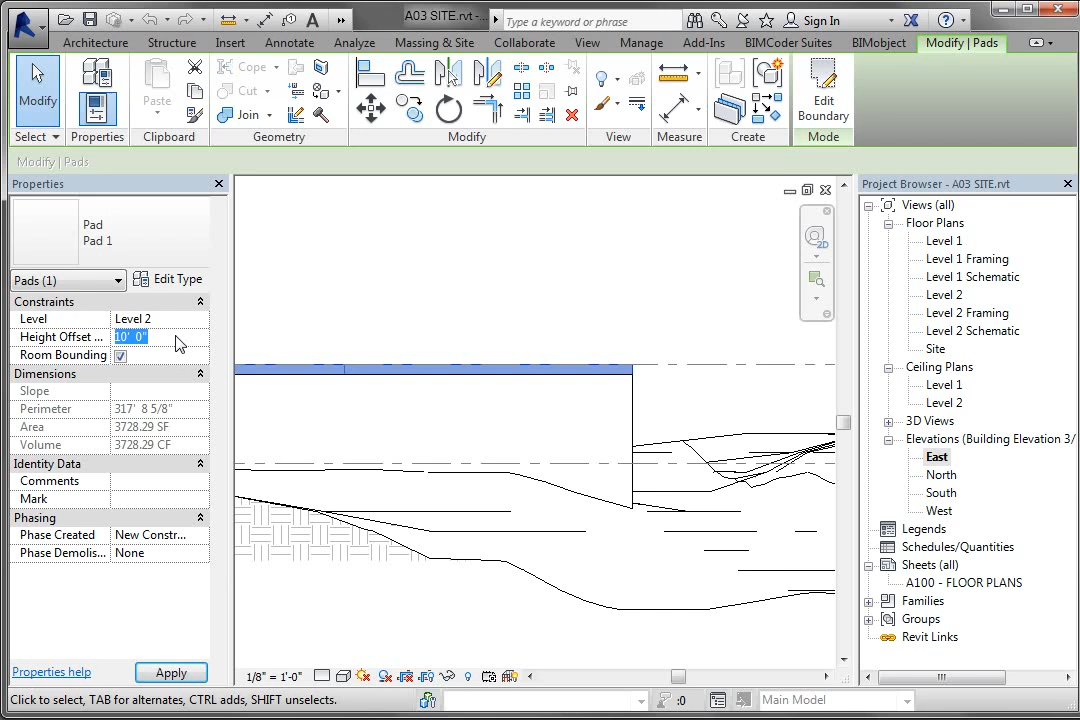 A03 SITE.rvt -...
Type a keyword or phrase
Sign In
Architecture
Structure
Insert
Annotate
Analyze
Massing & Site
Collaborate
View
Manage
Add-Ins
BIMCoder Suites
BIMobject
Modify | Pads
Modify
Paste
Cope
Cut
Join
Edit
Boundary
Select
Properties
Clipboard
Geometry
Modify
View
Measure
Create
Mode
Modify | Pads
Properties
Pad
Pad 1
Pads (1)
Edit Type
Constraints
Level
Level 2
Height Offset ...
10' 0"
Room Bounding
Dimensions
Slope
Perimeter
317' 8 5/8"
Area
3728.29 SF
Volume
3728.29 CF
Identity Data
Comments
Mark
Phasing
Phase Created
New Constr...
Phase Demolis...
None
Properties help
Apply
2D
1/8" = 1'-0"
Project Browser - A03 SITE.rvt
Views (all)
Floor Plans
Level 1
Level 1 Framing
Level 1 Schematic
Level 2
Level 2 Framing
Level 2 Schematic
Site
Ceiling Plans
Level 1
Level 2
3D Views
Elevations (Building Elevation 3/
East
North
South
West
Legends
Schedules/Quantities
Sheets (all)
A100 - FLOOR PLANS
Families
Groups
Revit Links
Click to select, TAB for alternates, CTRL adds, SHIFT unselects.
:0
Main Model